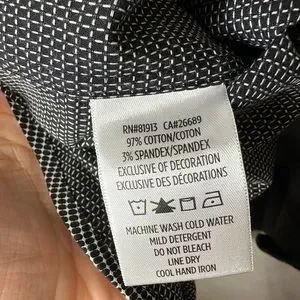 RN#81913 CA#26689
97% COTTON/COTON
3% SPANDEX/SPANDEX
EXCLUSIVE OF DECORATION
EXCLUSIVE DES DÉCORATIONS
MACHINE WASH COLD WATER
MILD DETERGENT
DO NOT BLEACH
LINE DRY
COOL HAND IRON